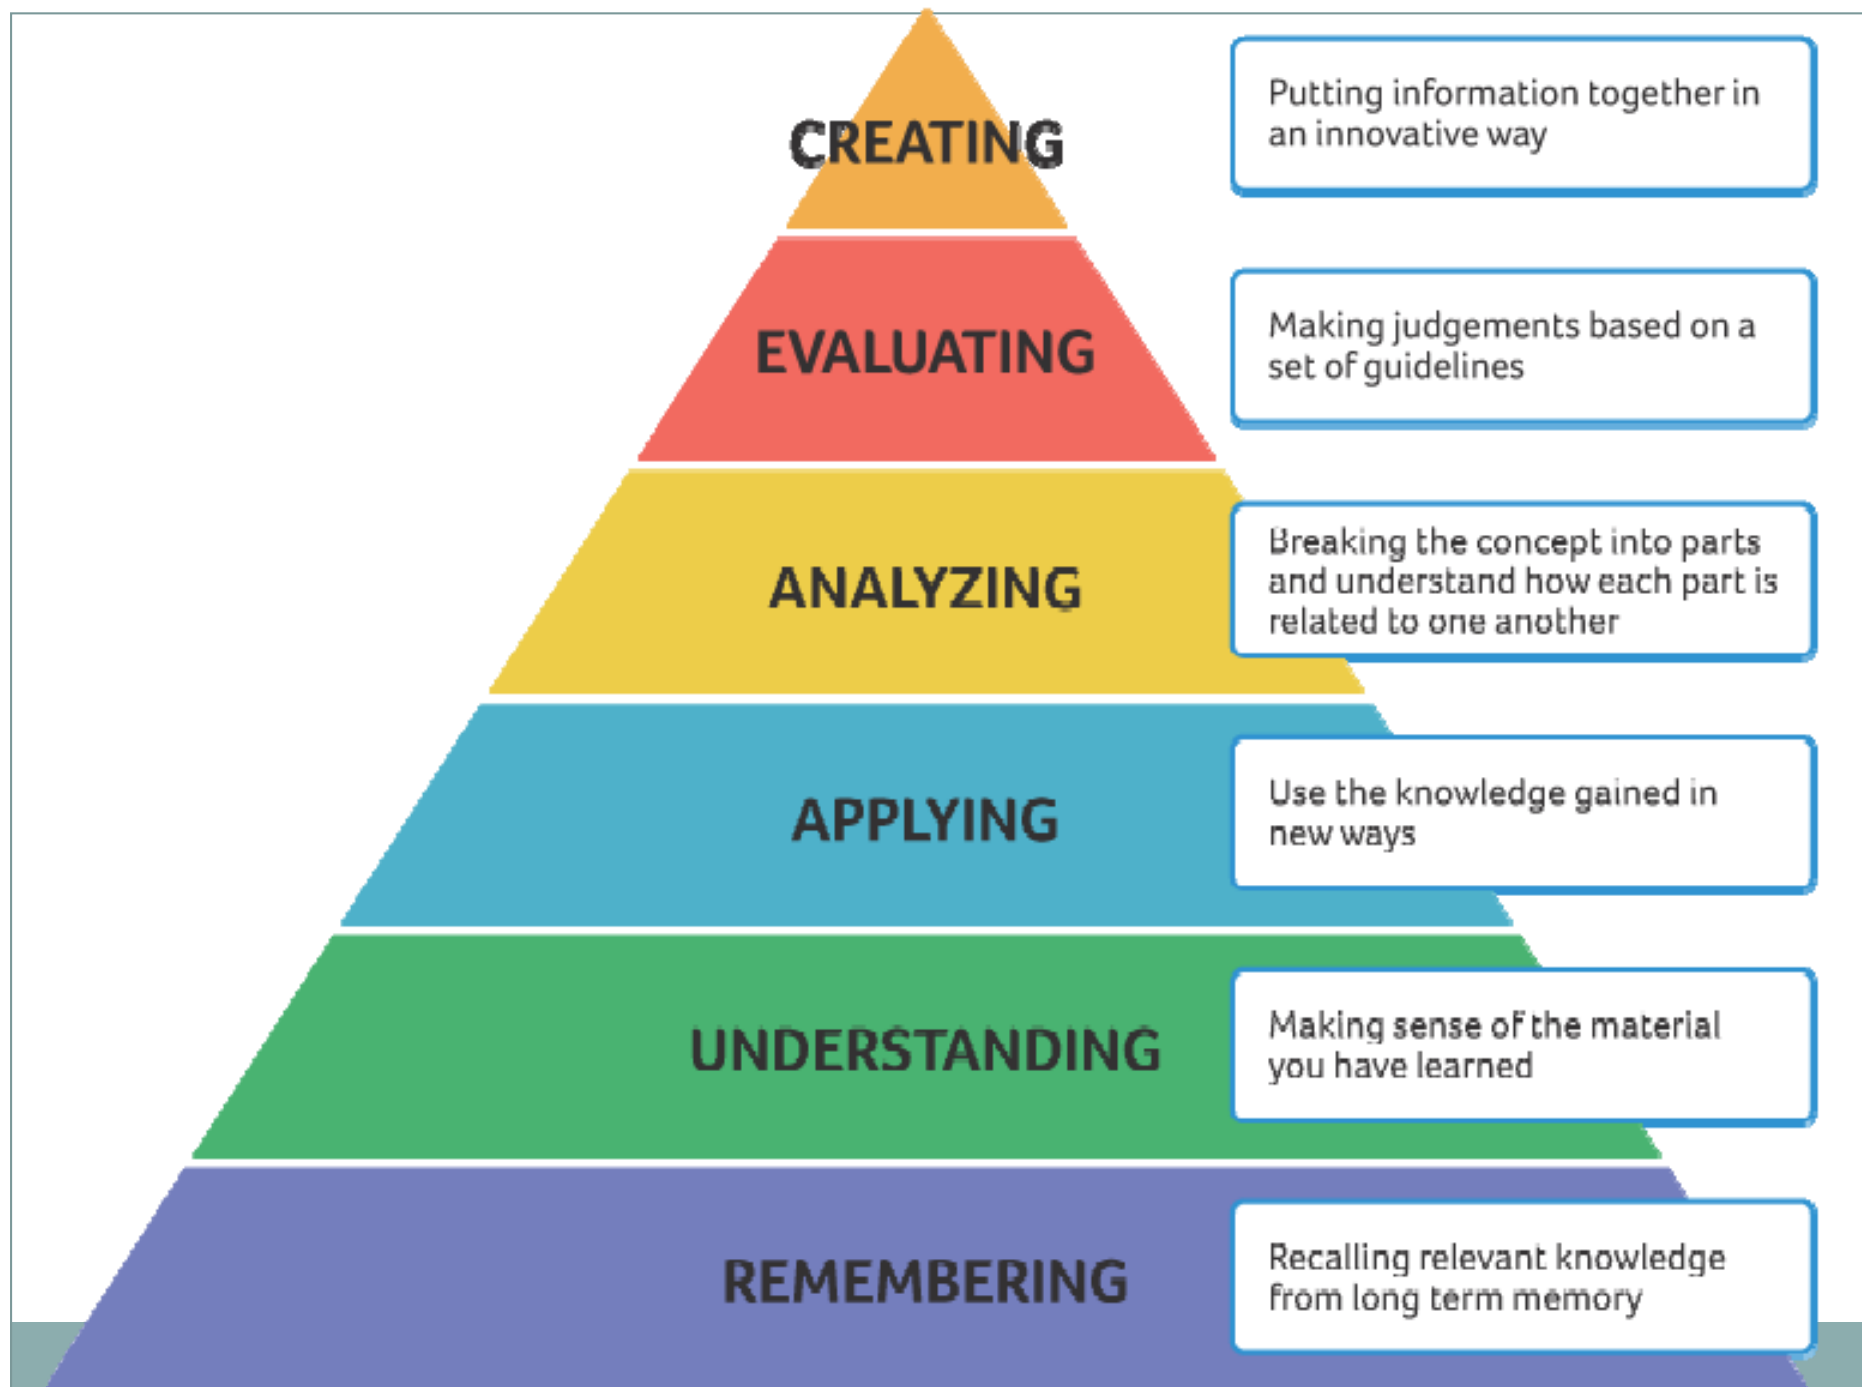 CREATING
Putting information together in
an innovative way
EVALUATING
Making judgements based on a
set of guidelines
ANALYZING
Breaking the concept into parts
and understand how each part is
related to one another
APPLYING
Use the knowledge gained in
new ways
UNDERSTANDING
Making sense of the material
you have learned
REMEMBERING
Recalling relevant knowledge
from long term memory